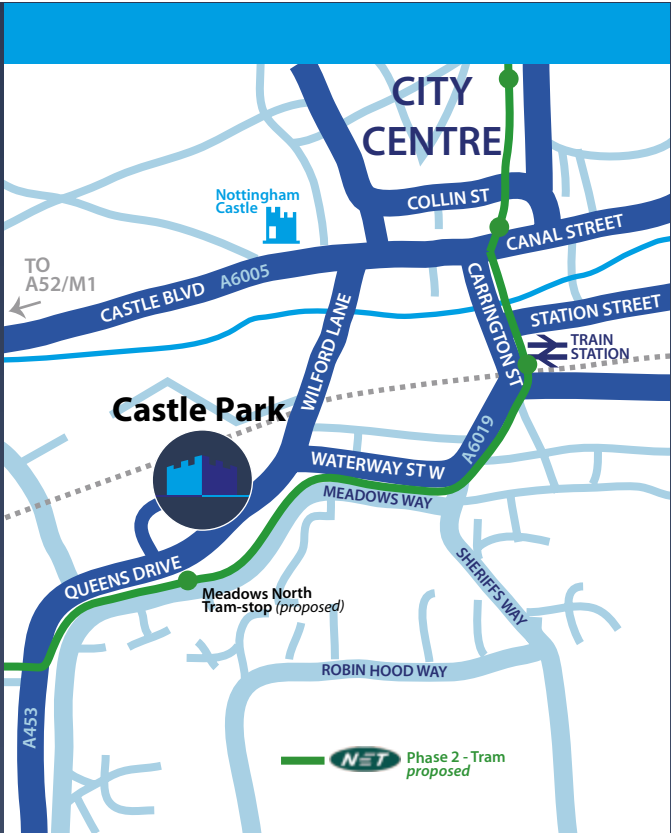 CITY
CENTRE
Nottingham
Castle
COLLIN ST
CANAL STREET
TO
A52/M1
CASTLE BLVD
A6005
WILFORD LANE
CARRINGTON ST
STATION STREET
TRAIN
STATION
Castle Park
A6019
WATERWAY ST W
MEADOWS WAY
QUEENS DRIVE
SHERIFFS WAY
Meadows North
Tram-stop (proposed)
ROBIN HOOD WAY
A453
NET
Phase 2 - Tram
proposed